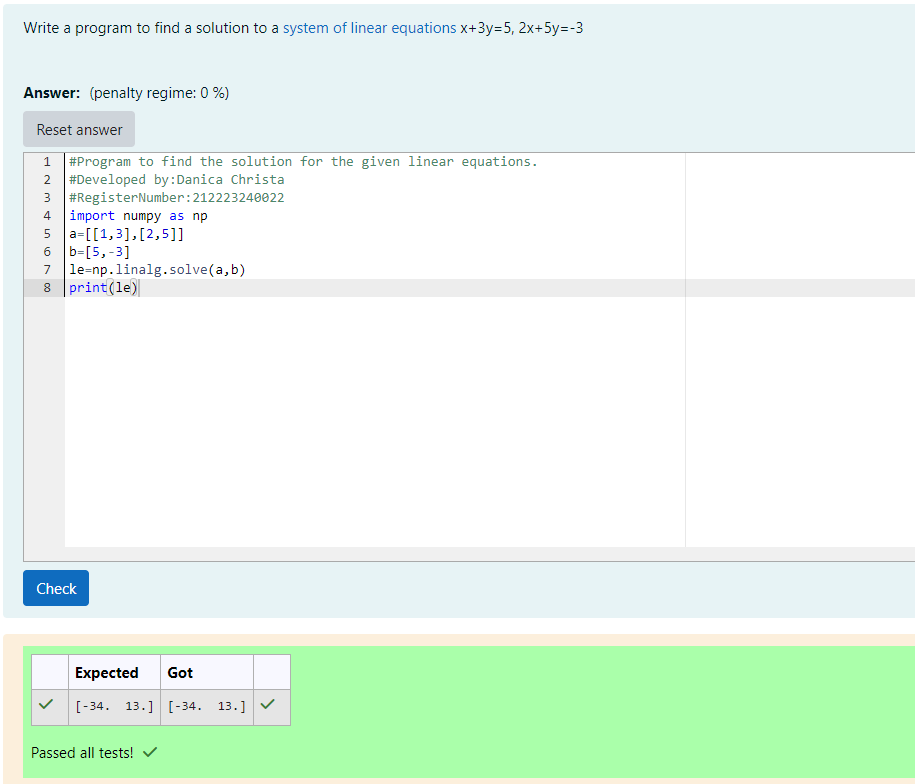 Write a program to find a solution to a system of linear equations x+3y=5, 2x+5y=-3
Answer: (penalty regime: 0 %)
Reset answer
1 #Program to find the solution for the given linear equations.
2 #Developed by:Danica Christa
3 #RegisterNumber:212223240022
4 import numpy as np
5 a=[[1,3],[2,5]]
6 b=[5,-3]
7 le=np.linalg.solve(a,b)
8 print(le)
Check
Expected Got
[-34.  13.] [-34.  13.]
Passed all tests!